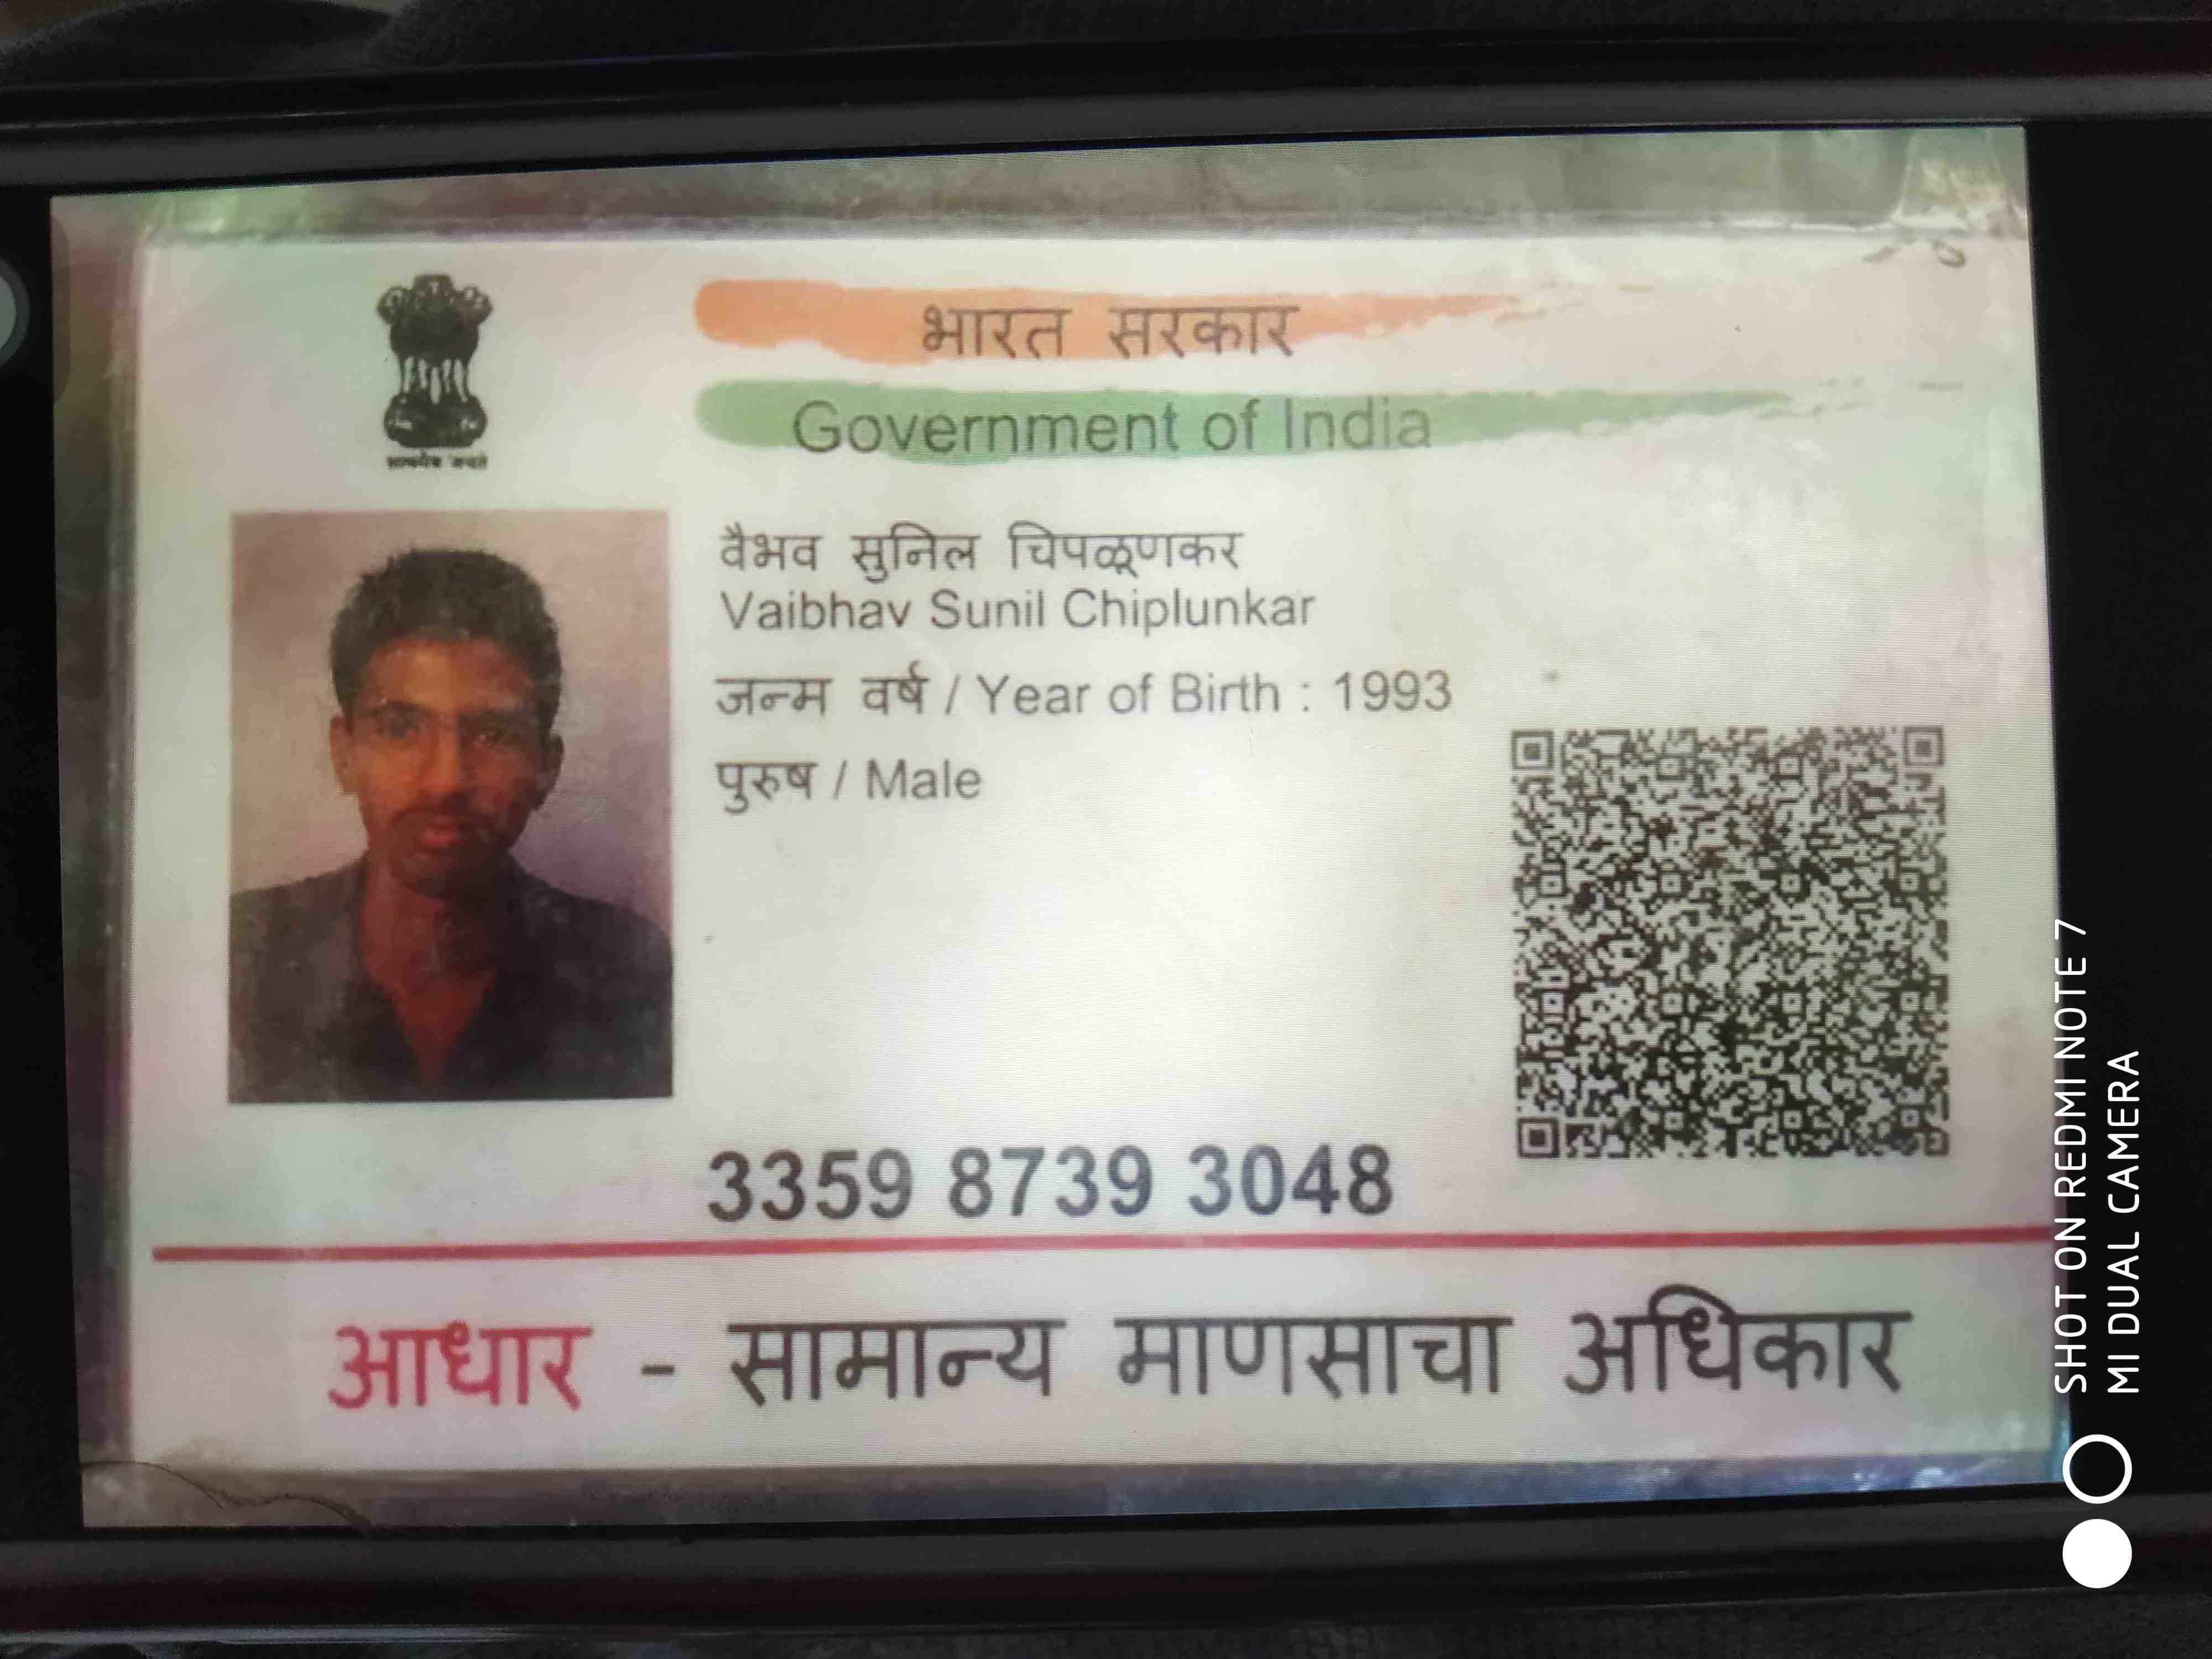 सत्यमेव जयते
भारत सरकार
Government of India
वैभव सुनिल चिपळूणकर
Vaibhav Sunil Chiplunkar
जन्म वर्ष / Year of Birth : 1993
पुरुष / Male
3359 8739 3048
आधार - सामान्य माणसाचा अधिकार
SHOT ON REDMI NOTE 7
MI DUAL CAMERA